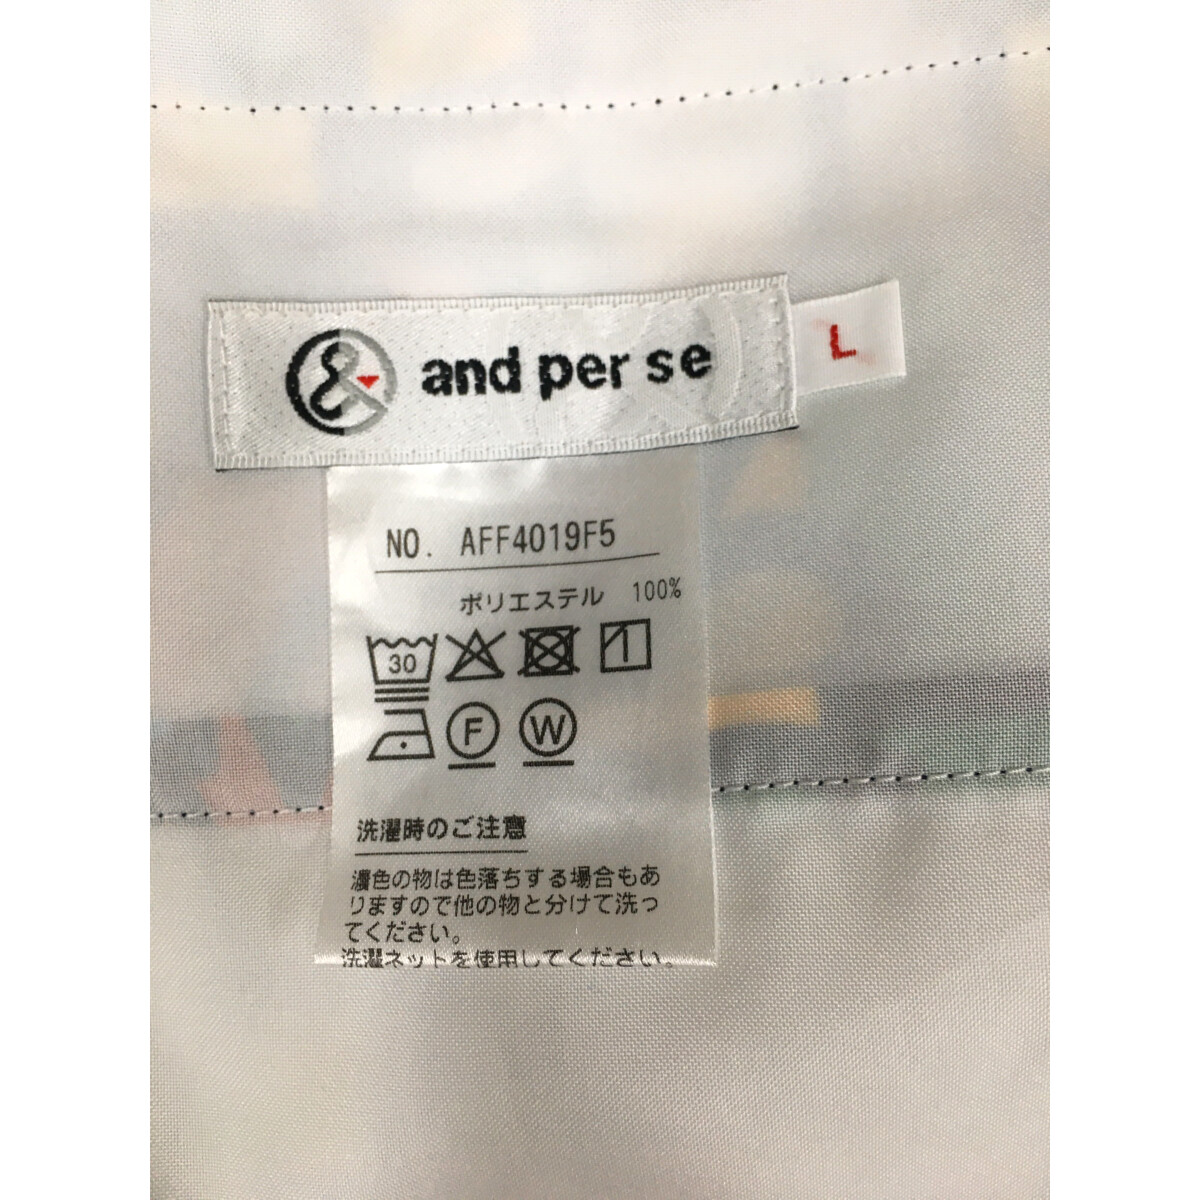 and per se
L
NO. AFF4019F5
ポリエステル 100%
30
F W
洗濯時のご注意
濃色の物は色落ちする場合もあ
りますので他の物と分けて洗っ
てください。
洗濯ネットを使用してください。